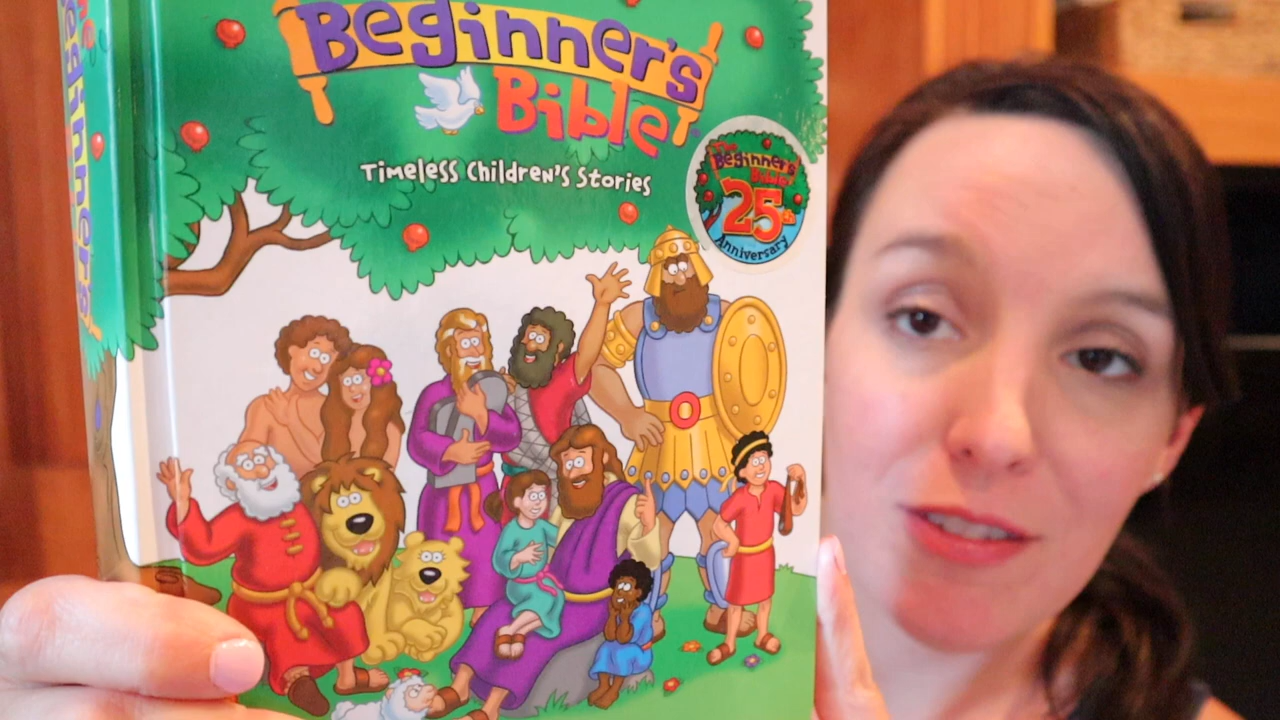 Beginner's
Bible
Timeless Children's Stories
The
Beginner's
Bible
25th
Anniversary
Beginner's